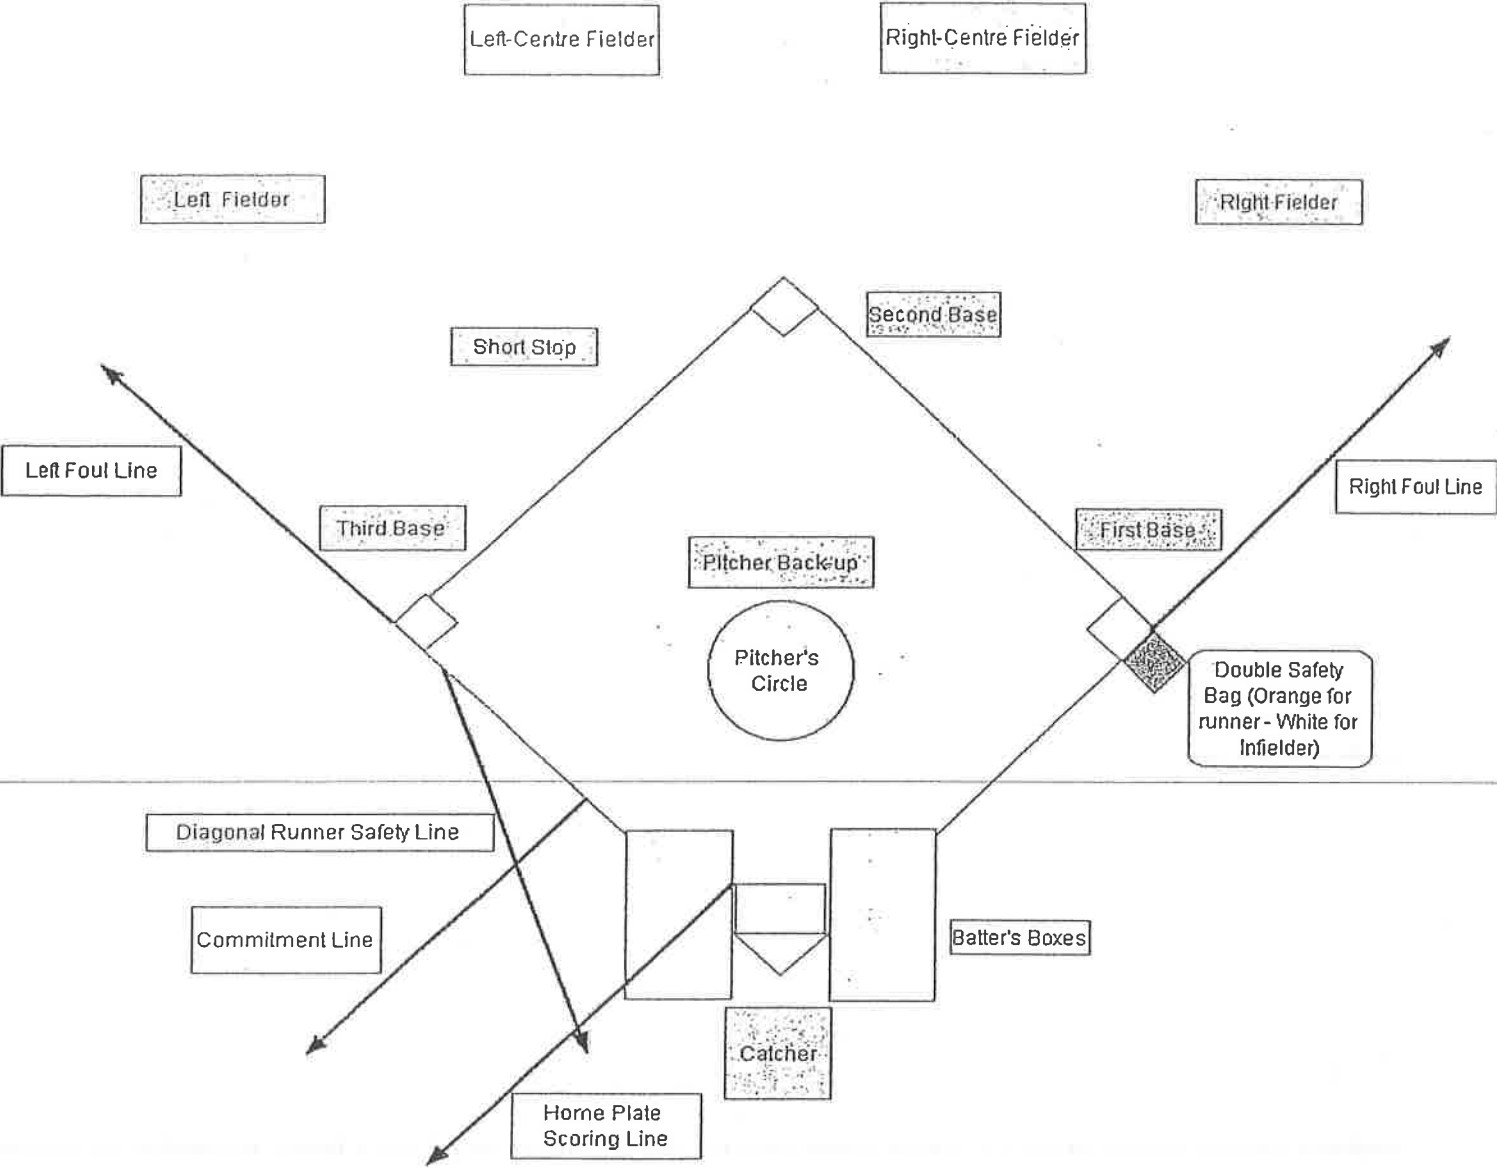 Left-Centre Fielder
Right-Centre Fielder
Left Fielder
Right Fielder
Second Base
Short Stop
Left Foul Line
Right Foul Line
Third Base
First Base
Pitcher Back-up
Pitcher's
Circle
Double Safety
Bag (Orange for
runner - White for
Infielder)
Diagonal Runner Safety Line
Commitment Line
Batter's Boxes
Catcher
Home Plate
Scoring Line